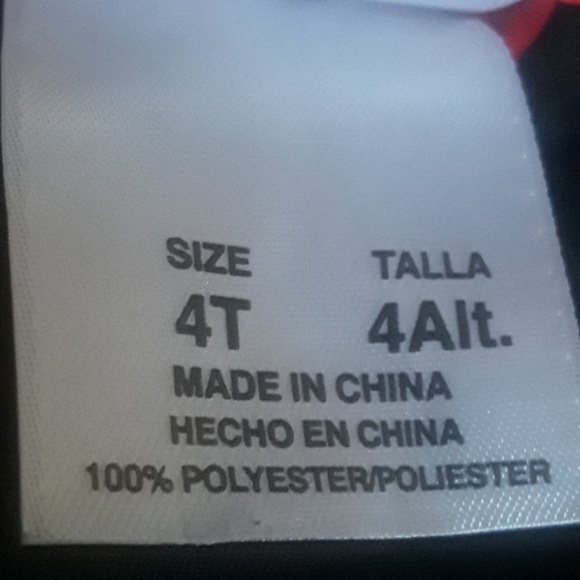 SIZE TALLA
4T 4Alt.
MADE IN CHINA
HECHO EN CHINA
100% POLYESTER/POLIESTER